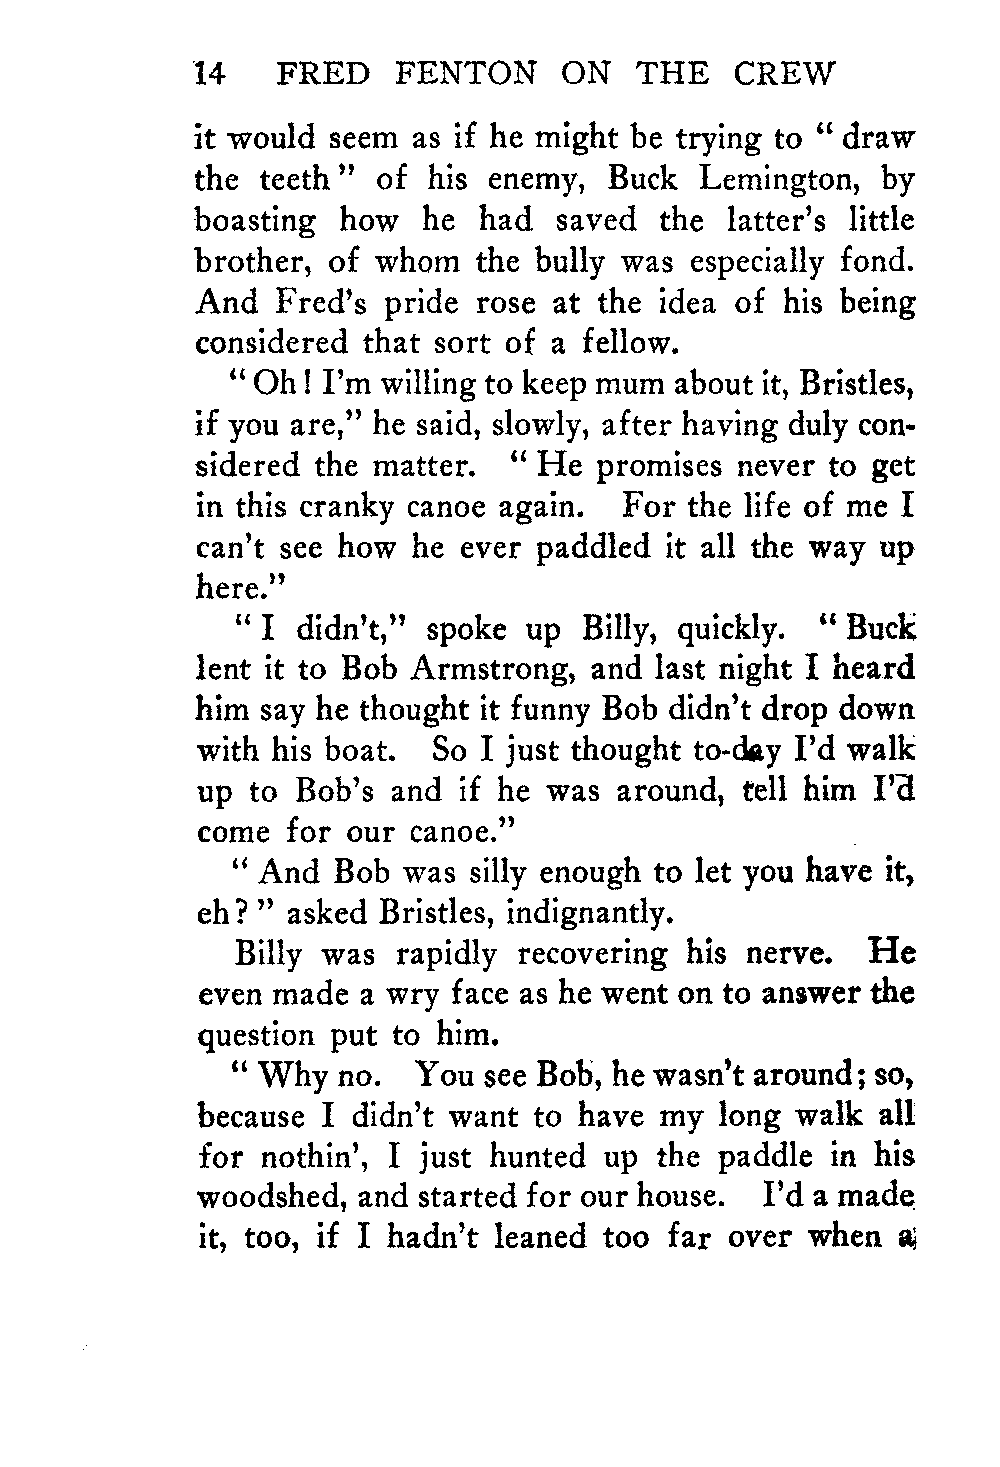 14 FRED FENTON ON THE CREW
it would seem as if he might be trying to “ draw
the teeth ” of his enemy, Buck Lemington, by
boasting how he had saved the latter’s little
brother, of whom the bully was especially fond.
And Fred’s pride rose at the idea of his being
considered that sort of a fellow.
“ Oh ! I’m willing to keep mum about it, Bristles,
if you are,” he said, slowly, after having duly con-
sidered the matter. “ He promises never to get
in this cranky canoe again. For the life of me I
can’t see how he ever paddled it all the way up
here.”
“ I didn’t,” spoke up Billy, quickly. “ Buck
lent it to Bob Armstrong, and last night I heard
him say he thought it funny Bob didn’t drop down
with his boat. So I just thought to-day I’d walk
up to Bob’s and if he was around, tell him I’d
come for our canoe.”
“ And Bob was silly enough to let you have it,
eh ? ” asked Bristles, indignantly.
Billy was rapidly recovering his nerve. He
even made a wry face as he went on to answer the
question put to him.
“ Why no. You see Bob, he wasn’t around; so,
because I didn’t want to have my long walk all
for nothin’, I just hunted up the paddle in his
woodshed, and started for our house. I’d a made
it, too, if I hadn’t leaned too far over when a